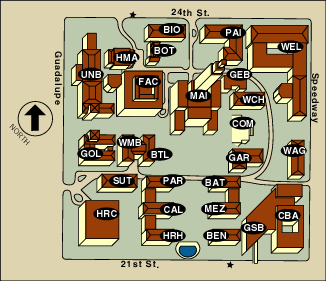 24th St.
BIO
PAI
HMA
BOT
WEL
UNB
FAC
GEB
MAI
WCH
Guadalupe
Speedway
COM
NORTH
WMB
GOL
BTL
GAR
WAG
SUT
PAR
BAT
HRC
CAL
MEZ
CBA
GSB
HRH
BEN
21st St.